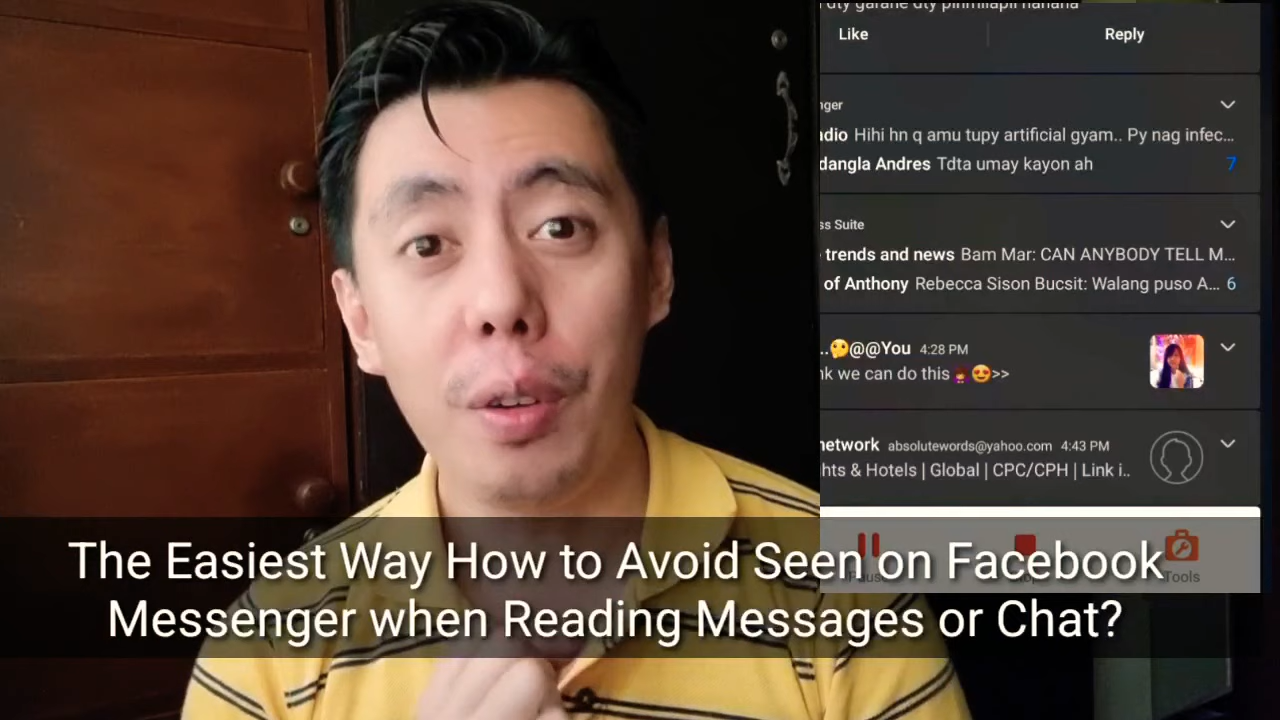 Like Reply
Hihi hn q amu tupy artificial gyam.. Py nag infec...
Andres Tdta umay kayon ah 7
Suite
trends and news Bam Mar: CAN ANYBODY TELL M...
of Anthony Rebecca Sison Bucsit: Walang puso A... 6
..🤔@@You 4:28 PM
we can do this🙇‍♀️😍>>
absolutewords@yahoo.com 4:43 PM
& Hotels | Global | CPC/CPH | Link i..
Tools
The Easiest Way How to Avoid Seen on Facebook
Messenger when Reading Messages or Chat?